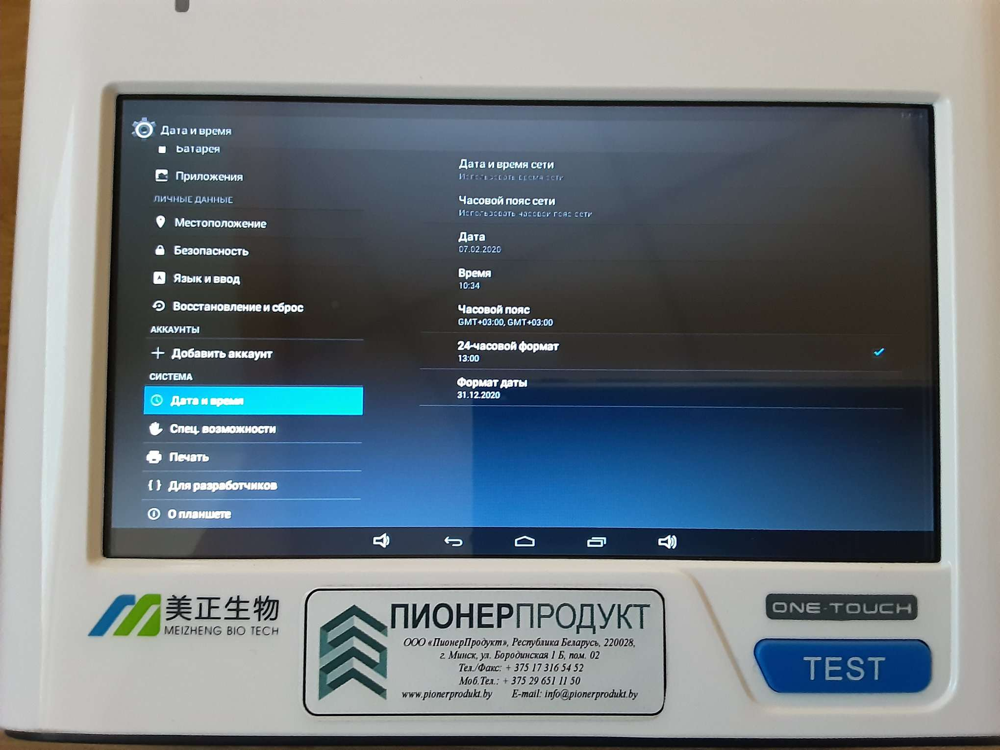 Дата и время
Батарея
Приложения
ЛИЧНЫЕ ДАННЫЕ
Местоположение
Безопасность
Язык и ввод
Восстановление и сброс
АККАУНТЫ
Добавить аккаунт
СИСТЕМА
Дата и время
Спец. возможности
Печать
{ } Для разработчиков
О планшете
Дата и время сети
Использовать время сети
Часовой пояс сети
Использовать часовой пояс сети
Дата
07.02.2020
Время
10:34
Часовой пояс
GMT+03:00, GMT+03:00
24-часовой формат
13:00
Формат даты
31.12.2020
美正生物
MEIZHENG BIO TECH
ПИОНЕРПРОДУКТ
ООО «ПионерПродукт», Республика Беларусь, 220028,
г. Минск, ул. Бородинская 1 Б, пом. 02
Тел./Факс: + 375 17 316 54 52
Моб.Тел.: + 375 29 651 11 50
www.pionerprodukt.by E-mail: info@pionerprodukt.by
ONE-TOUCH
TEST